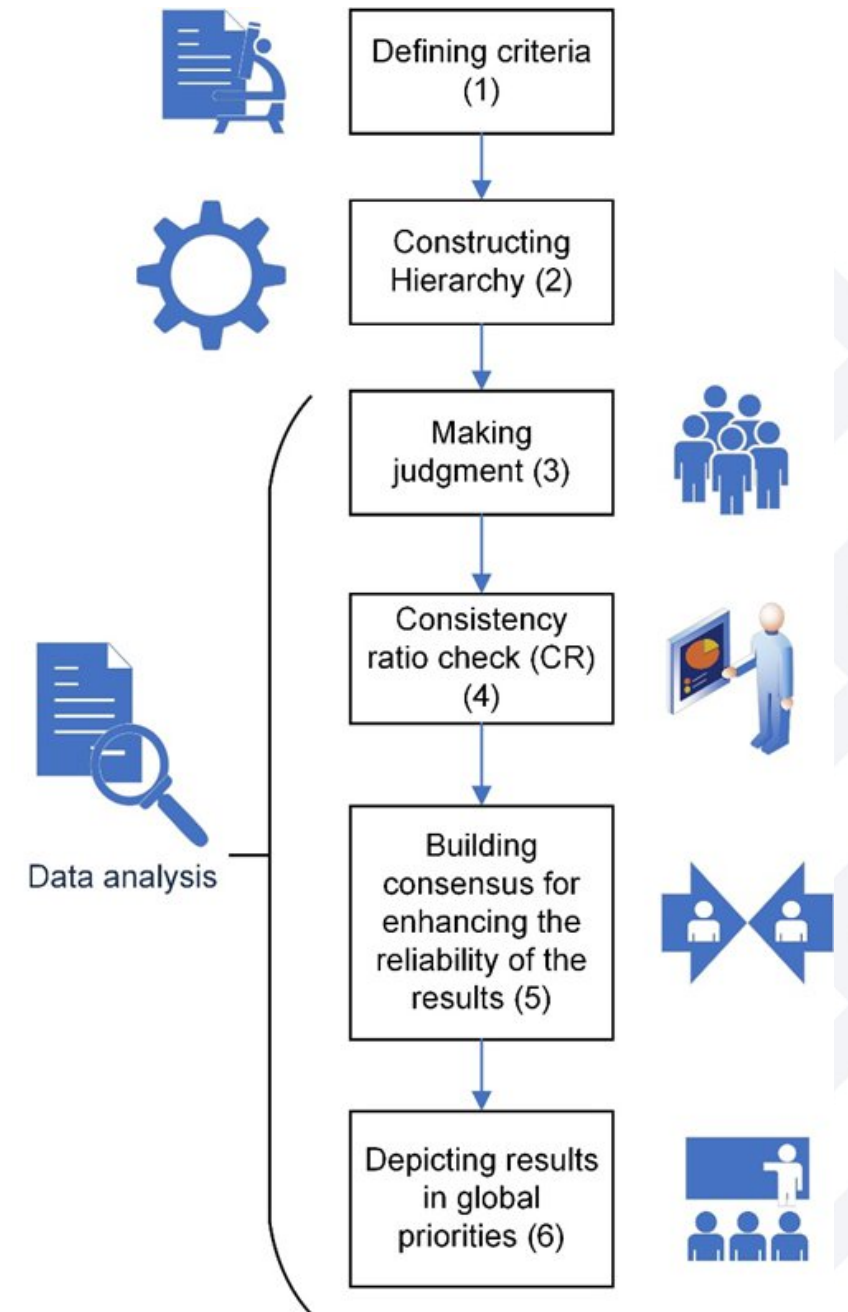 Defining criteria
(1)
Constructing
Hierarchy (2)
Making
judgment (3)
Consistency
ratio check (CR)
(4)
Data analysis
Building
consensus for
enhancing the
reliability of the
results (5)
Depicting results
in global
priorities (6)